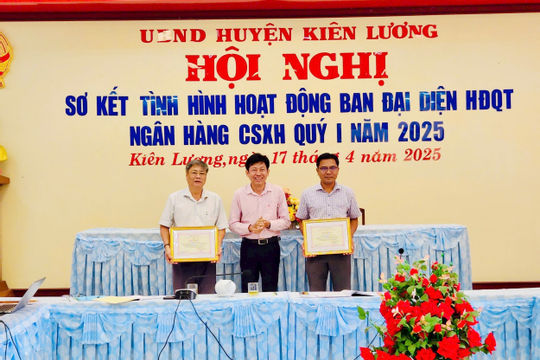 UBND HUYỆN KIÊN LƯƠNG
HỘI NGHỊ
SƠ KẾT TÌNH HÌNH HOẠT ĐỘNG BAN ĐẠI DIỆN HĐQT
NGÂN HÀNG CSXH QUÝ I NĂM 2025
Kiên Lương, ngày 17 tháng 4 năm 2025